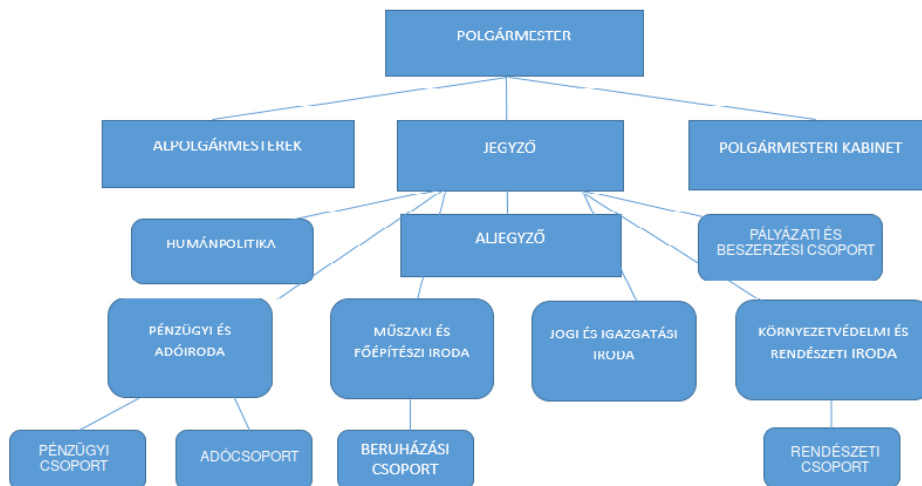 POLGÁRMESTER
ALPOLGÁRMESTEREK
JEGYZŐ
POLGÁRMESTERI KABINET
HUMÁNPOLITIKA
ALJEGYZŐ
PÁLYÁZATI ÉS
BESZERZÉSI CSOPORT
PÉNZÜGYI ÉS
ADÓIRODA
MŰSZAKI ÉS
FŐÉPÍTÉSZI IRODA
JOGI ÉS IGAZGATÁSI
IRODA
KÖRNYEZETVÉDELMI ÉS
RENDÉSZETI IRODA
PÉNZÜGYI
CSOPORT
ADÓCSOPORT
BERUHÁZÁSI
CSOPORT
RENDÉSZETI
CSOPORT